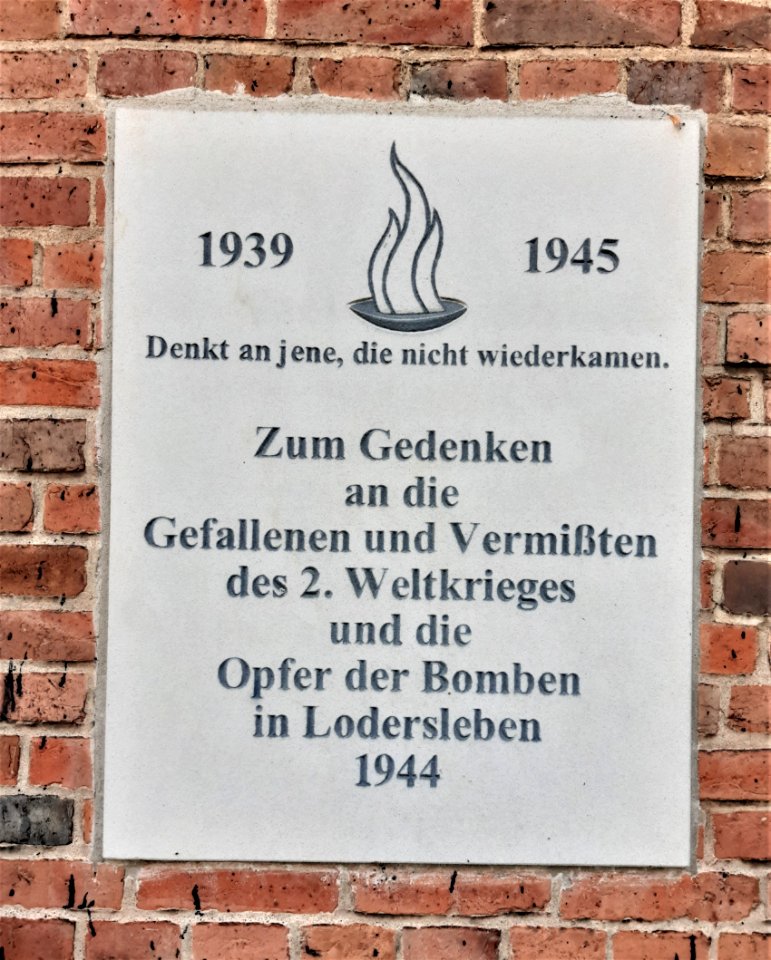 1939 1945
Denkt an jene, die nicht wiederkamen.
Zum Gedenken
an die
Gefallenen und Vermißten
des 2. Weltkrieges
und die
Opfer der Bomben
in Lodersleben
1944